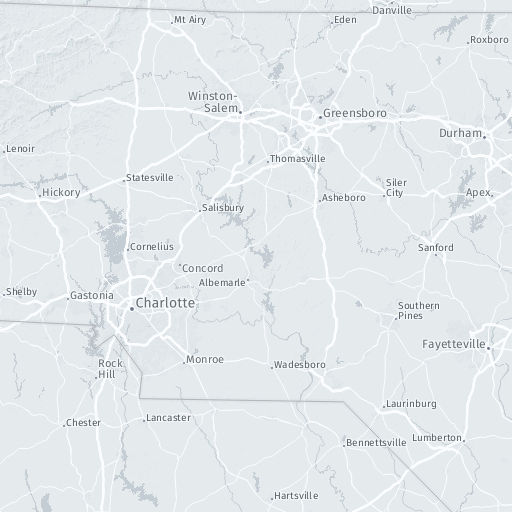 Danville
Mt Airy
Eden
Roxboro
Winston-
Salem
Greensboro
Durham
Lenoir
Thomasville
Statesville
Siler
City
Hickory
Asheboro
Apex
Salisbury
Cornelius
Sanford
Concord
Albemarle
Shelby
Gastonia
Charlotte
Southern
Pines
Fayetteville
Monroe
Rock
Hill
Wadesboro
Laurinburg
Lancaster
Chester
Lumberton
Bennettsville
Hartsville